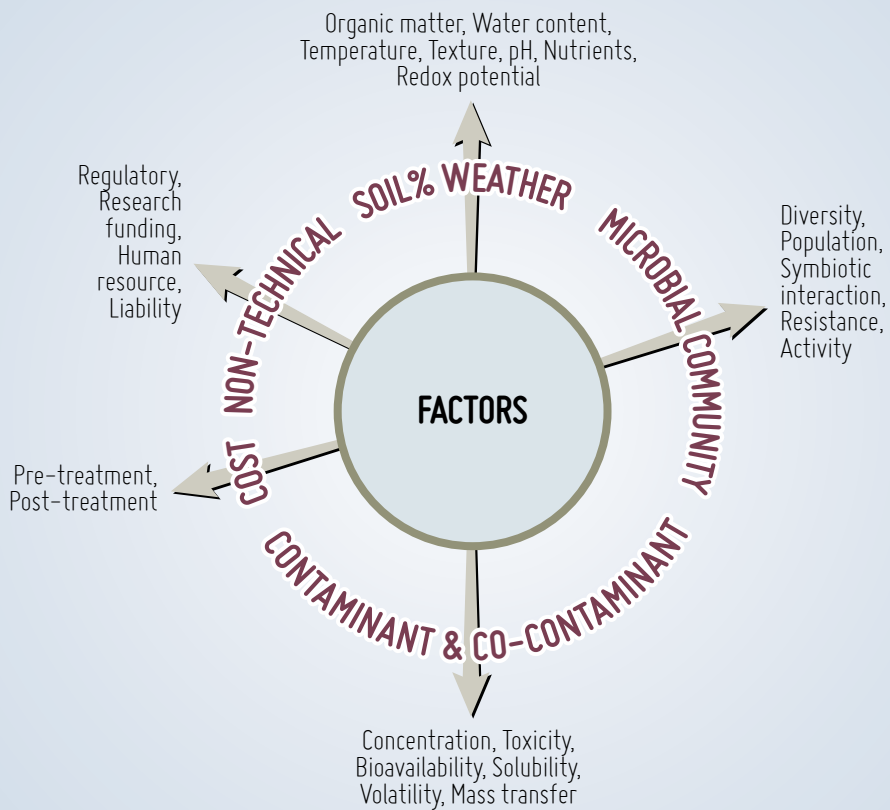 Organic matter, Water content,
Temperature, Texture, pH, Nutrients,
Redox potential
SOIL% WEATHER
MICROBIAL COMMUNITY
Diversity,
Population,
Symbiotic
interaction,
Resistance,
Activity
Regulatory,
Research
funding,
Human
resource,
Liability
NON-TECHNICAL
FACTORS
COST
Pre-treatment,
Post-treatment
CONTAMINANT & CO-CONTAMINANT
Concentration, Toxicity,
Bioavailability, Solubility,
Volatility, Mass transfer